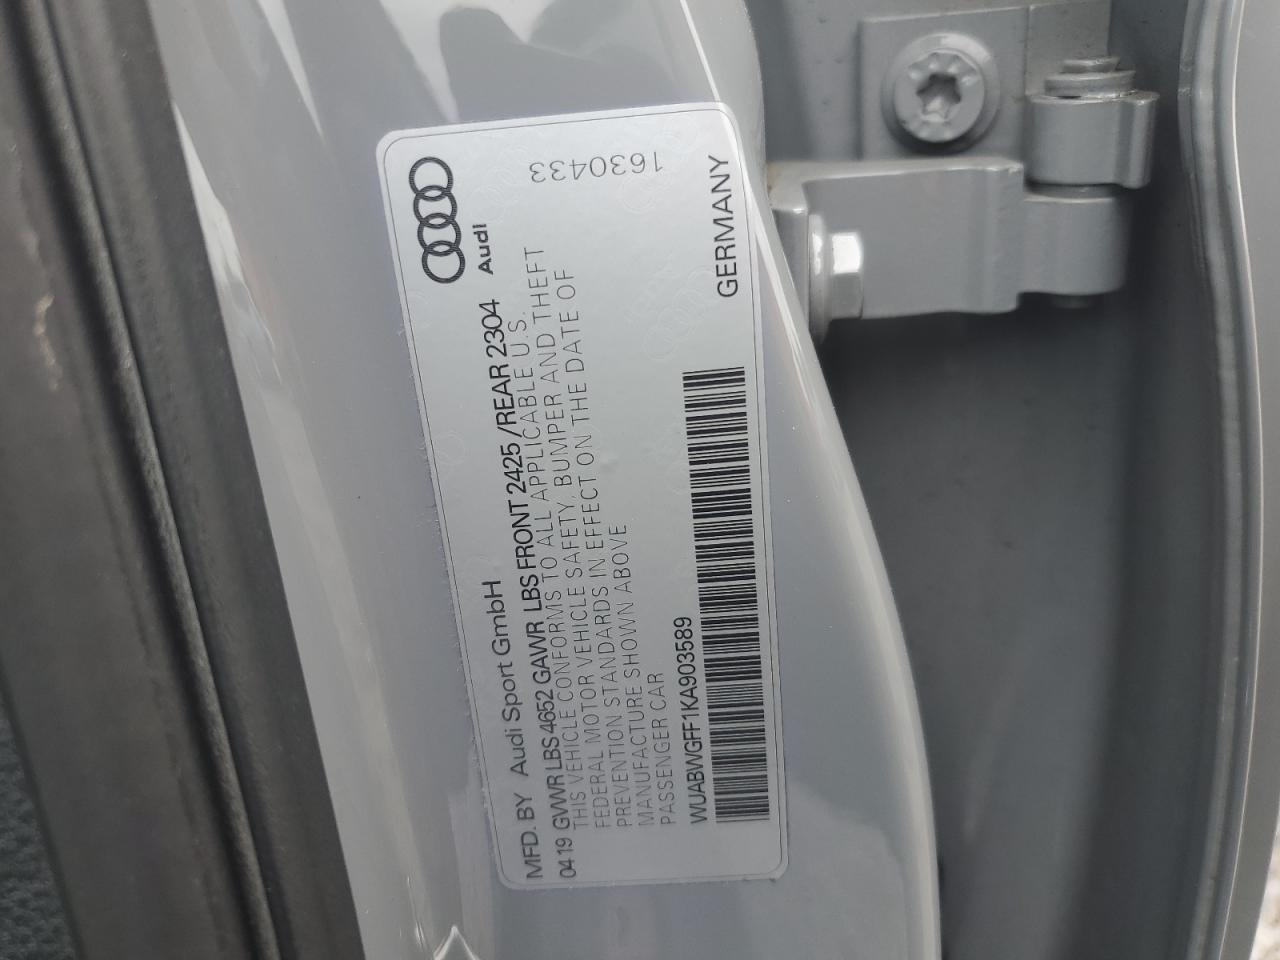 Audi
MFD. BY Audi Sport GmbH
04 19 GVWR LBS 4652 GAWR LBS FRONT 2425 /REAR 2304
THIS VEHICLE CONFORMS TO ALL APPLICABLE U.S.
FEDERAL MOTOR VEHICLE SAFETY, BUMPER AND THEFT
PREVENTION STANDARDS IN EFFECT ON THE DATE OF
MANUFACTURE SHOWN ABOVE
PASSENGER CAR
WUABWGFF1KA903589
GERMANY
1630433